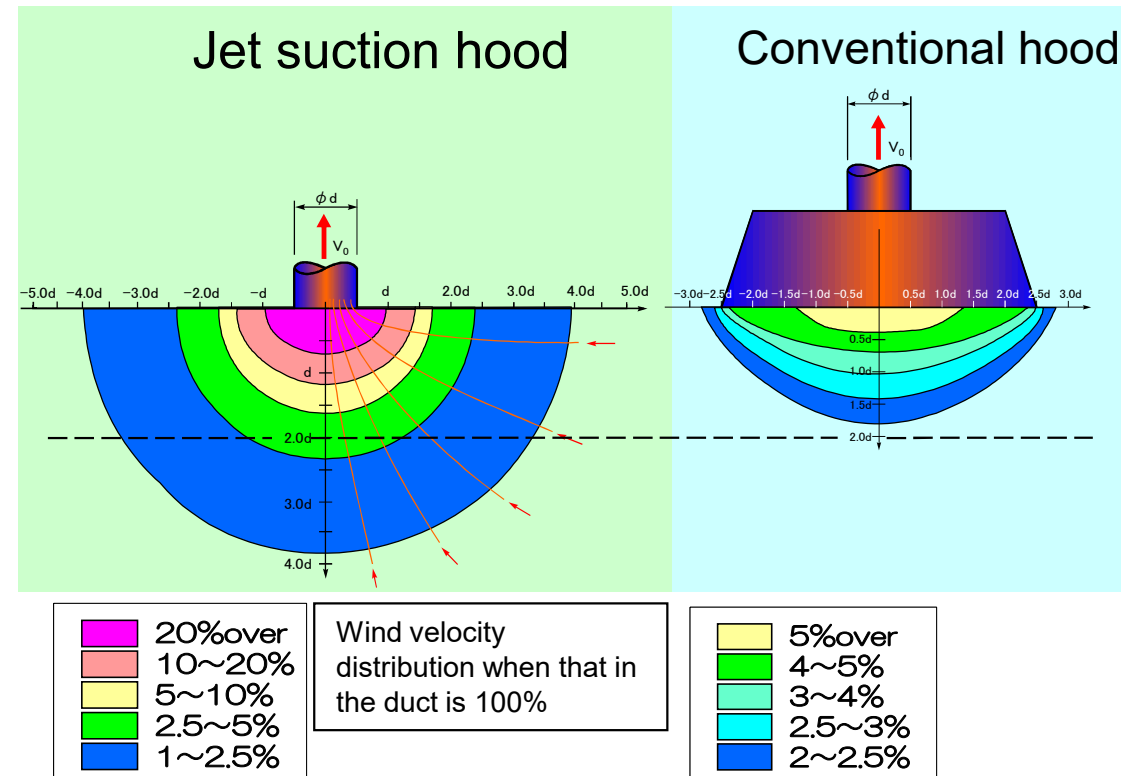 Jet suction hood
Conventional hood
φd
V₀
−5.0d −4.0d −3.0d −2.0d −d d 2.0d 3.0d 4.0d 5.0d
d
2.0d
3.0d
4.0d
φd
V₀
−3.0d −2.5d −2.0d −1.5d −1.0d −0.5d 0.5d 1.0d 1.5d 2.0d 2.5d 3.0d
0.5d
1.0d
1.5d
2.0d
20%over
10～20%
5～10%
2.5～5%
1～2.5%
Wind velocity
distribution when that in
the duct is 100%
5%over
4～5%
3～4%
2.5～3%
2～2.5%